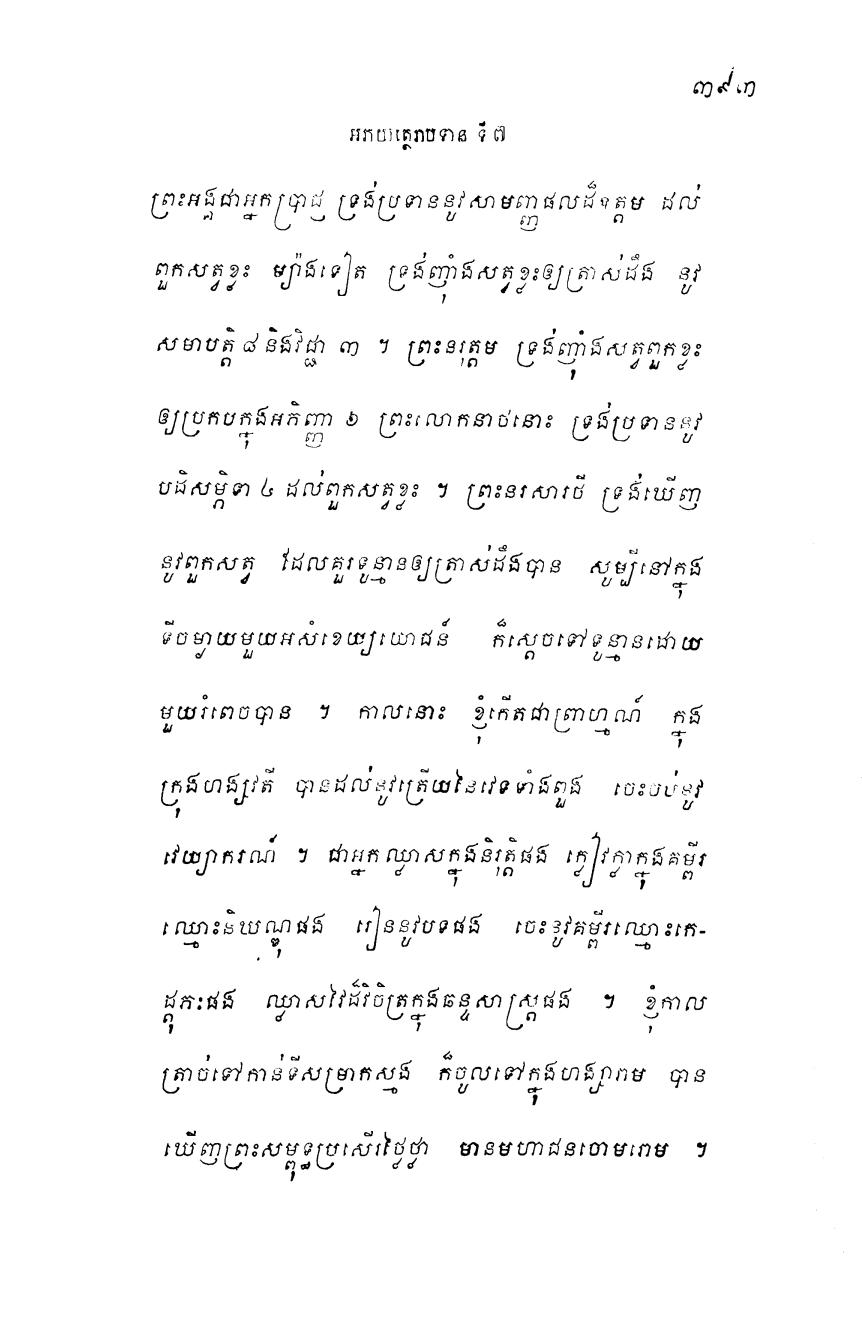 ៣៩៣
អភយត្ថេរាបទាន ទី ៧
ព្រះអង្គជាអ្នកប្រាជ្ញ ទ្រង់ប្រទាននូវសាមញ្ញផលដ៏ឧត្តម ដល់
ពួកសត្វខ្លះ ម្យ៉ាងទៀត ទ្រង់ញុំាងសត្វខ្លះឲ្យត្រាស់ដឹង នូវ
សមាបត្តិ ៨ និងវិជ្ជា ៣ ។ ព្រះនរុត្តម ទ្រង់ញុំាងសត្វពួកខ្លះ
ឲ្យប្រកបក្នុងអភិញ្ញា ៦ ព្រះលោកនាថនោះ ទ្រង់ប្រទាននូវ
បដិសម្ភិទា ៤ ដល់ពួកសត្វខ្លះ ។ ព្រះនរសារថី ទ្រង់ឃើញ
នូវពួកសត្វ ដែលគួរទូន្មានឲ្យត្រាស់ដឹងបាន សូម្បីនៅក្នុង
ទីចម្ងាយមួយអសំខេយ្យយោជន៍ ក៏ស្តេចទៅទូន្មានដោយ
មួយរំពេចបាន ។ កាលនោះ ខ្ញុំកើតជាព្រាហ្មណ៍ ក្នុង
ក្រុងហង្សវតី បានដល់នូវត្រើយនៃវេទទាំងពួង ចេះចប់នូវ
វេយ្យាករណ៍ ។ ជាអ្នកឈ្លាសក្នុងនិរុត្តិផង ក្លៀវក្លាក្នុងគម្ពីរ
ឈ្មោះនិឃណ្ឌុផង រៀននូវបទផង ចេះនូវគម្ពីរឈ្មោះកេ-
ដ្តុភៈផង ឈ្លាសវៃដ៏វិចិត្រក្នុងឆន្ទសាស្ត្រផង ។ ខ្ញុំកាល
ត្រាច់ទៅកាន់ទីសម្រាកស្មង ក៏ចូលទៅក្នុងហង្សារាម បាន
ឃើញព្រះសម្ពុទ្ធប្រសើរថ្លៃថ្លា មានមហាជនចោមរោម ។